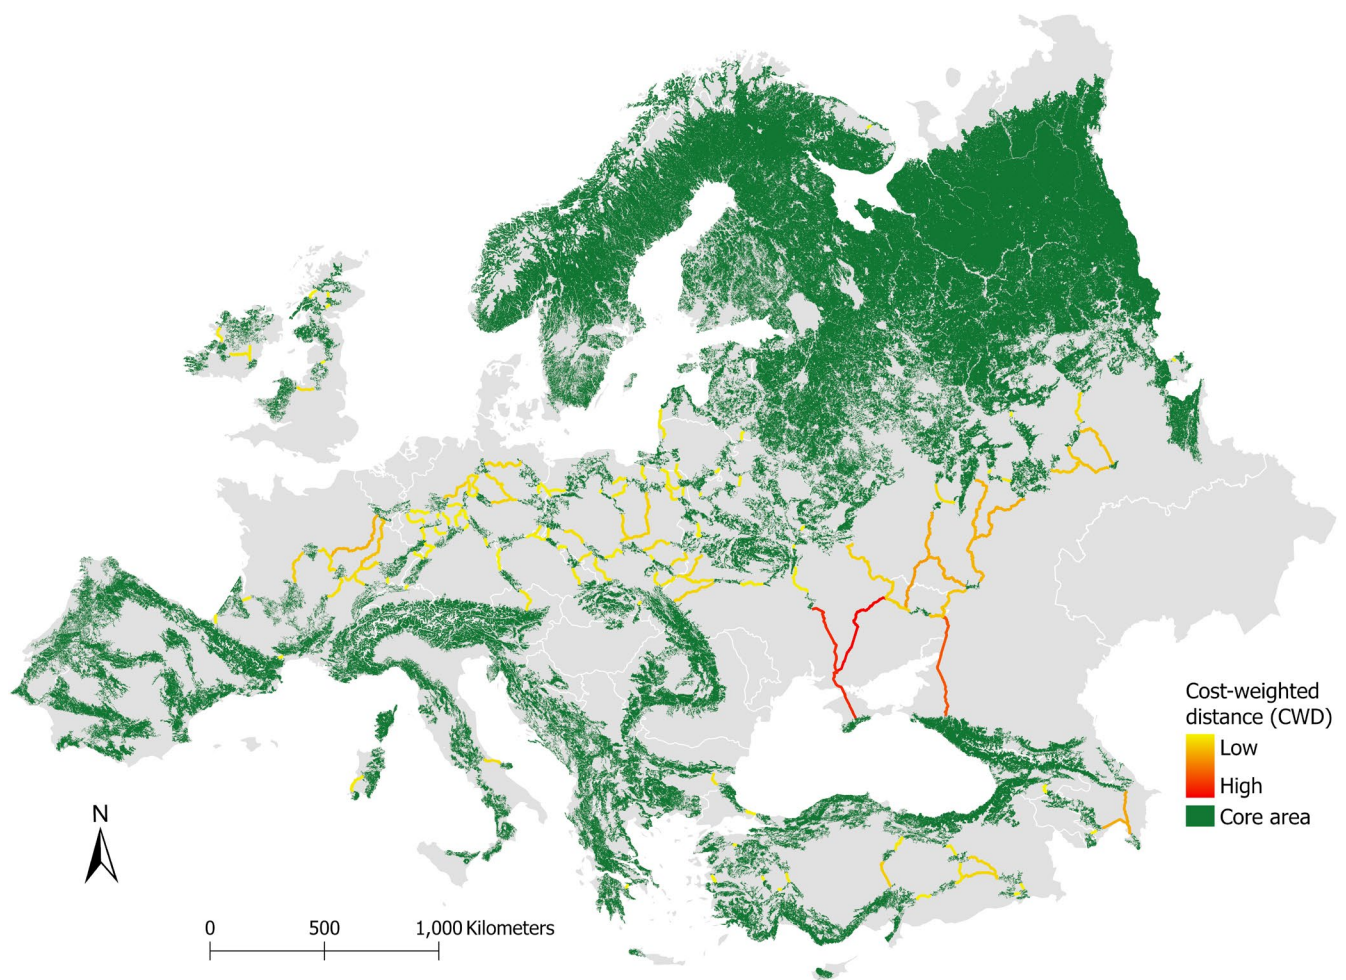 Cost-weighted
distance (CWD)
Low
High
Core area
N
0 500 1,000 Kilometers